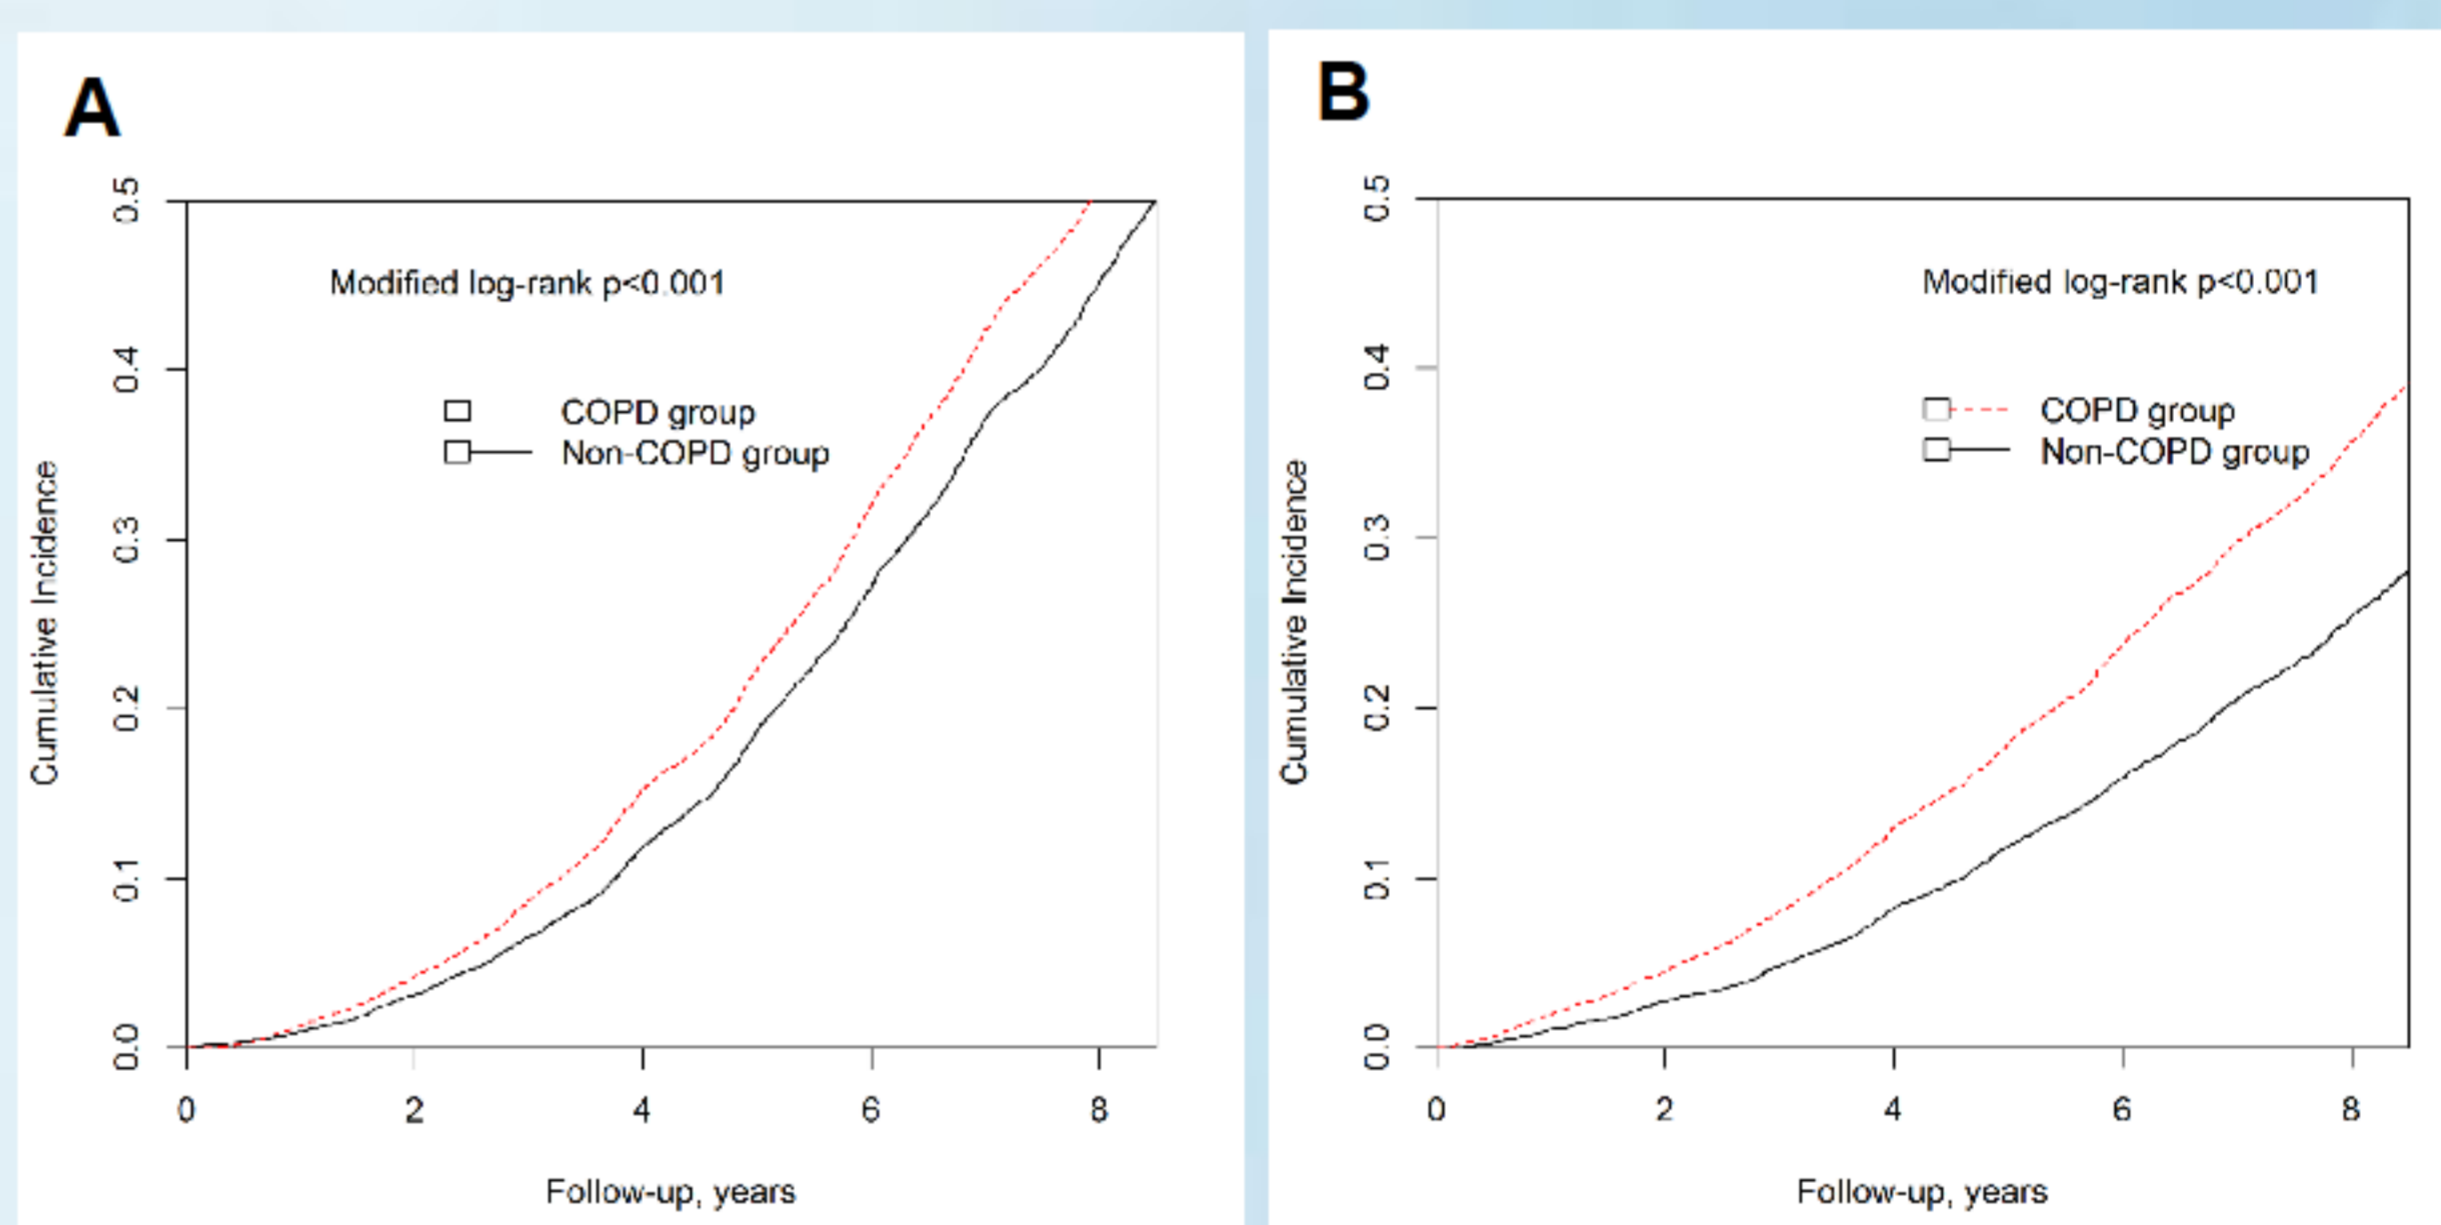 A
0.5
0.4
0.3
0.2
0.1
0.0
Cumulative Incidence
Modified log-rank p<0.001
COPD group
Non-COPD group
0 2 4 6 8
Follow-up, years
B
0.5
0.4
0.3
0.2
0.1
0.0
Cumulative Incidence
Modified log-rank p<0.001
COPD group
Non-COPD group
0 2 4 6 8
Follow-up, years